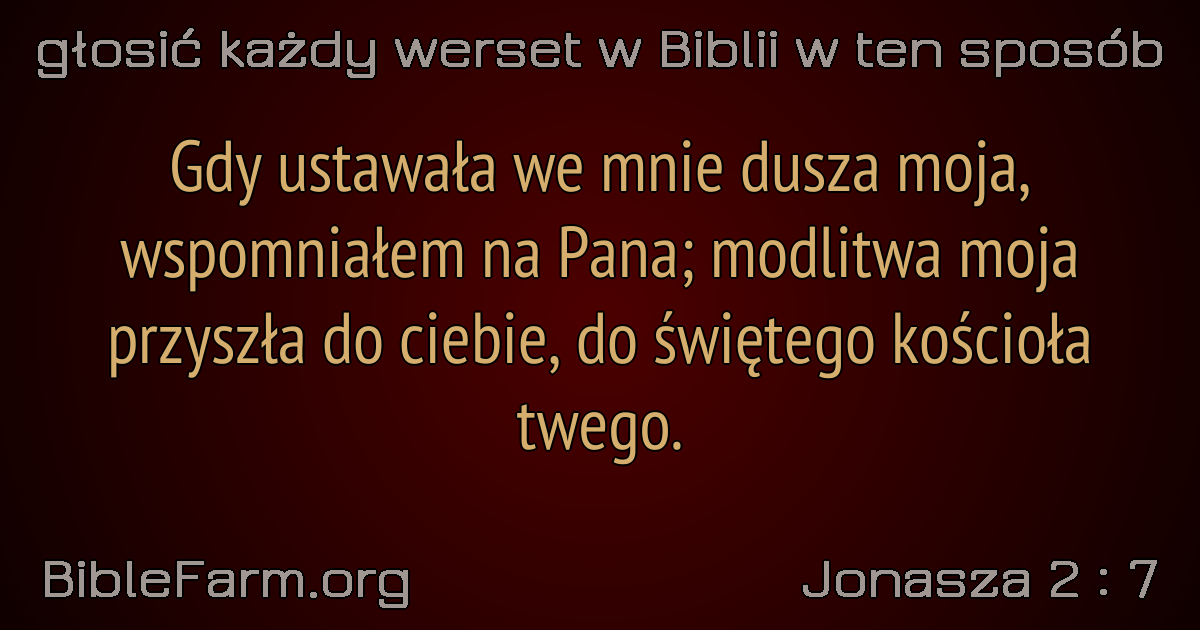 głosić każdy werset w Biblii w ten sposób
Gdy ustawała we mnie dusza moja,
wspomniałem na Pana; modlitwa moja
przyszła do ciebie, do świętego kościoła
twego.
BibleFarm.org
Jonasza 2 : 7